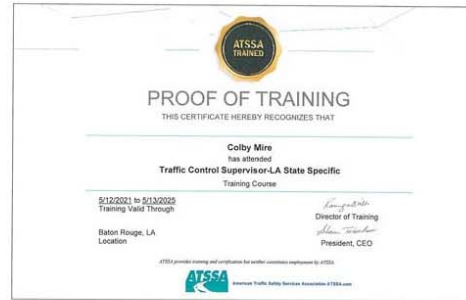 ATSSA
TRAINED
PROOF OF TRAINING
THIS CERTIFICATE HEREBY RECOGNIZES THAT
Colby Mire
has attended
Traffic Control Supervisor-LA State Specific
Training Course
5/12/2021 to 5/13/2025
Training Valid Through
Director of Training
Baton Rouge, LA
Location
President, CEO
ATSSA provides training and certification but neither constitutes employment by ATSSA.
ATSSA
American Traffic Safety Services Association-ATSSA.com